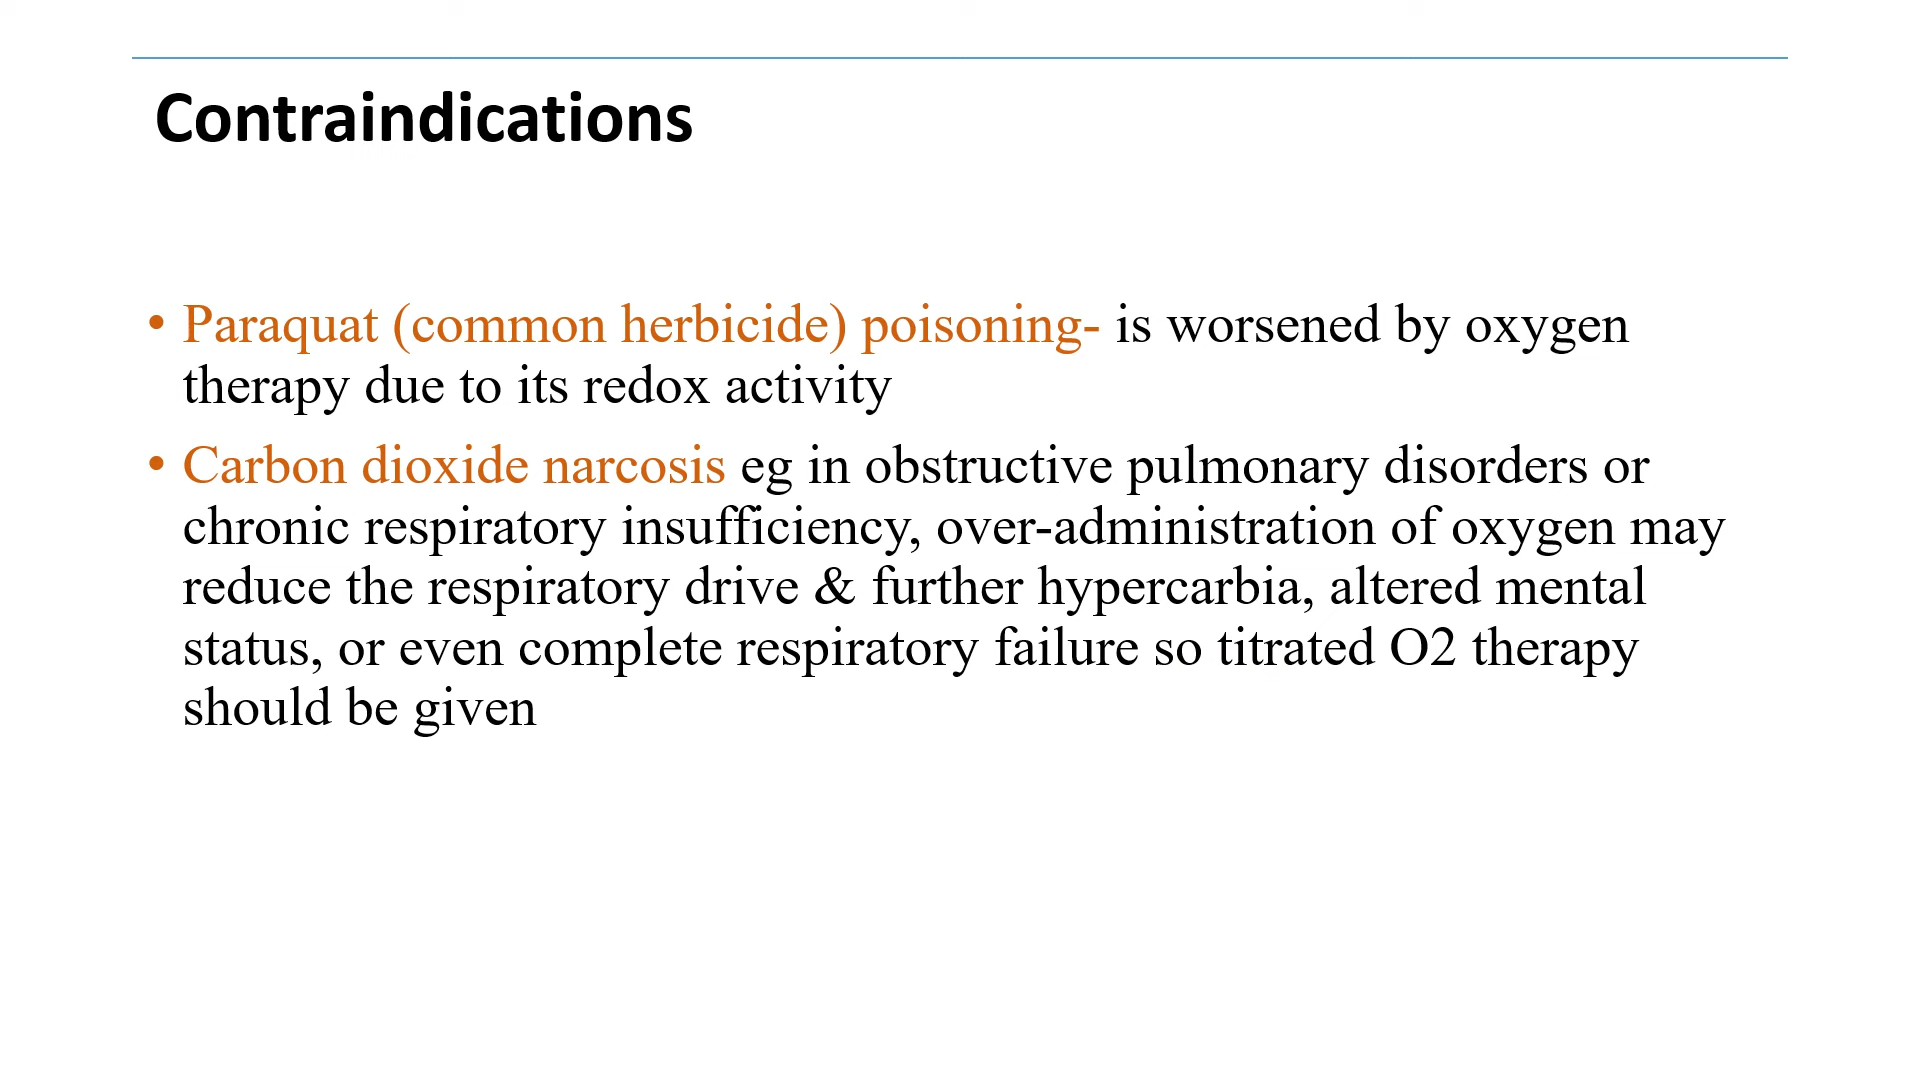 Contraindications
• Paraquat (common herbicide) poisoning- is worsened by oxygen
therapy due to its redox activity
• Carbon dioxide narcosis eg in obstructive pulmonary disorders or
chronic respiratory insufficiency, over-administration of oxygen may
reduce the respiratory drive & further hypercarbia, altered mental
status, or even complete respiratory failure so titrated O2 therapy
should be given